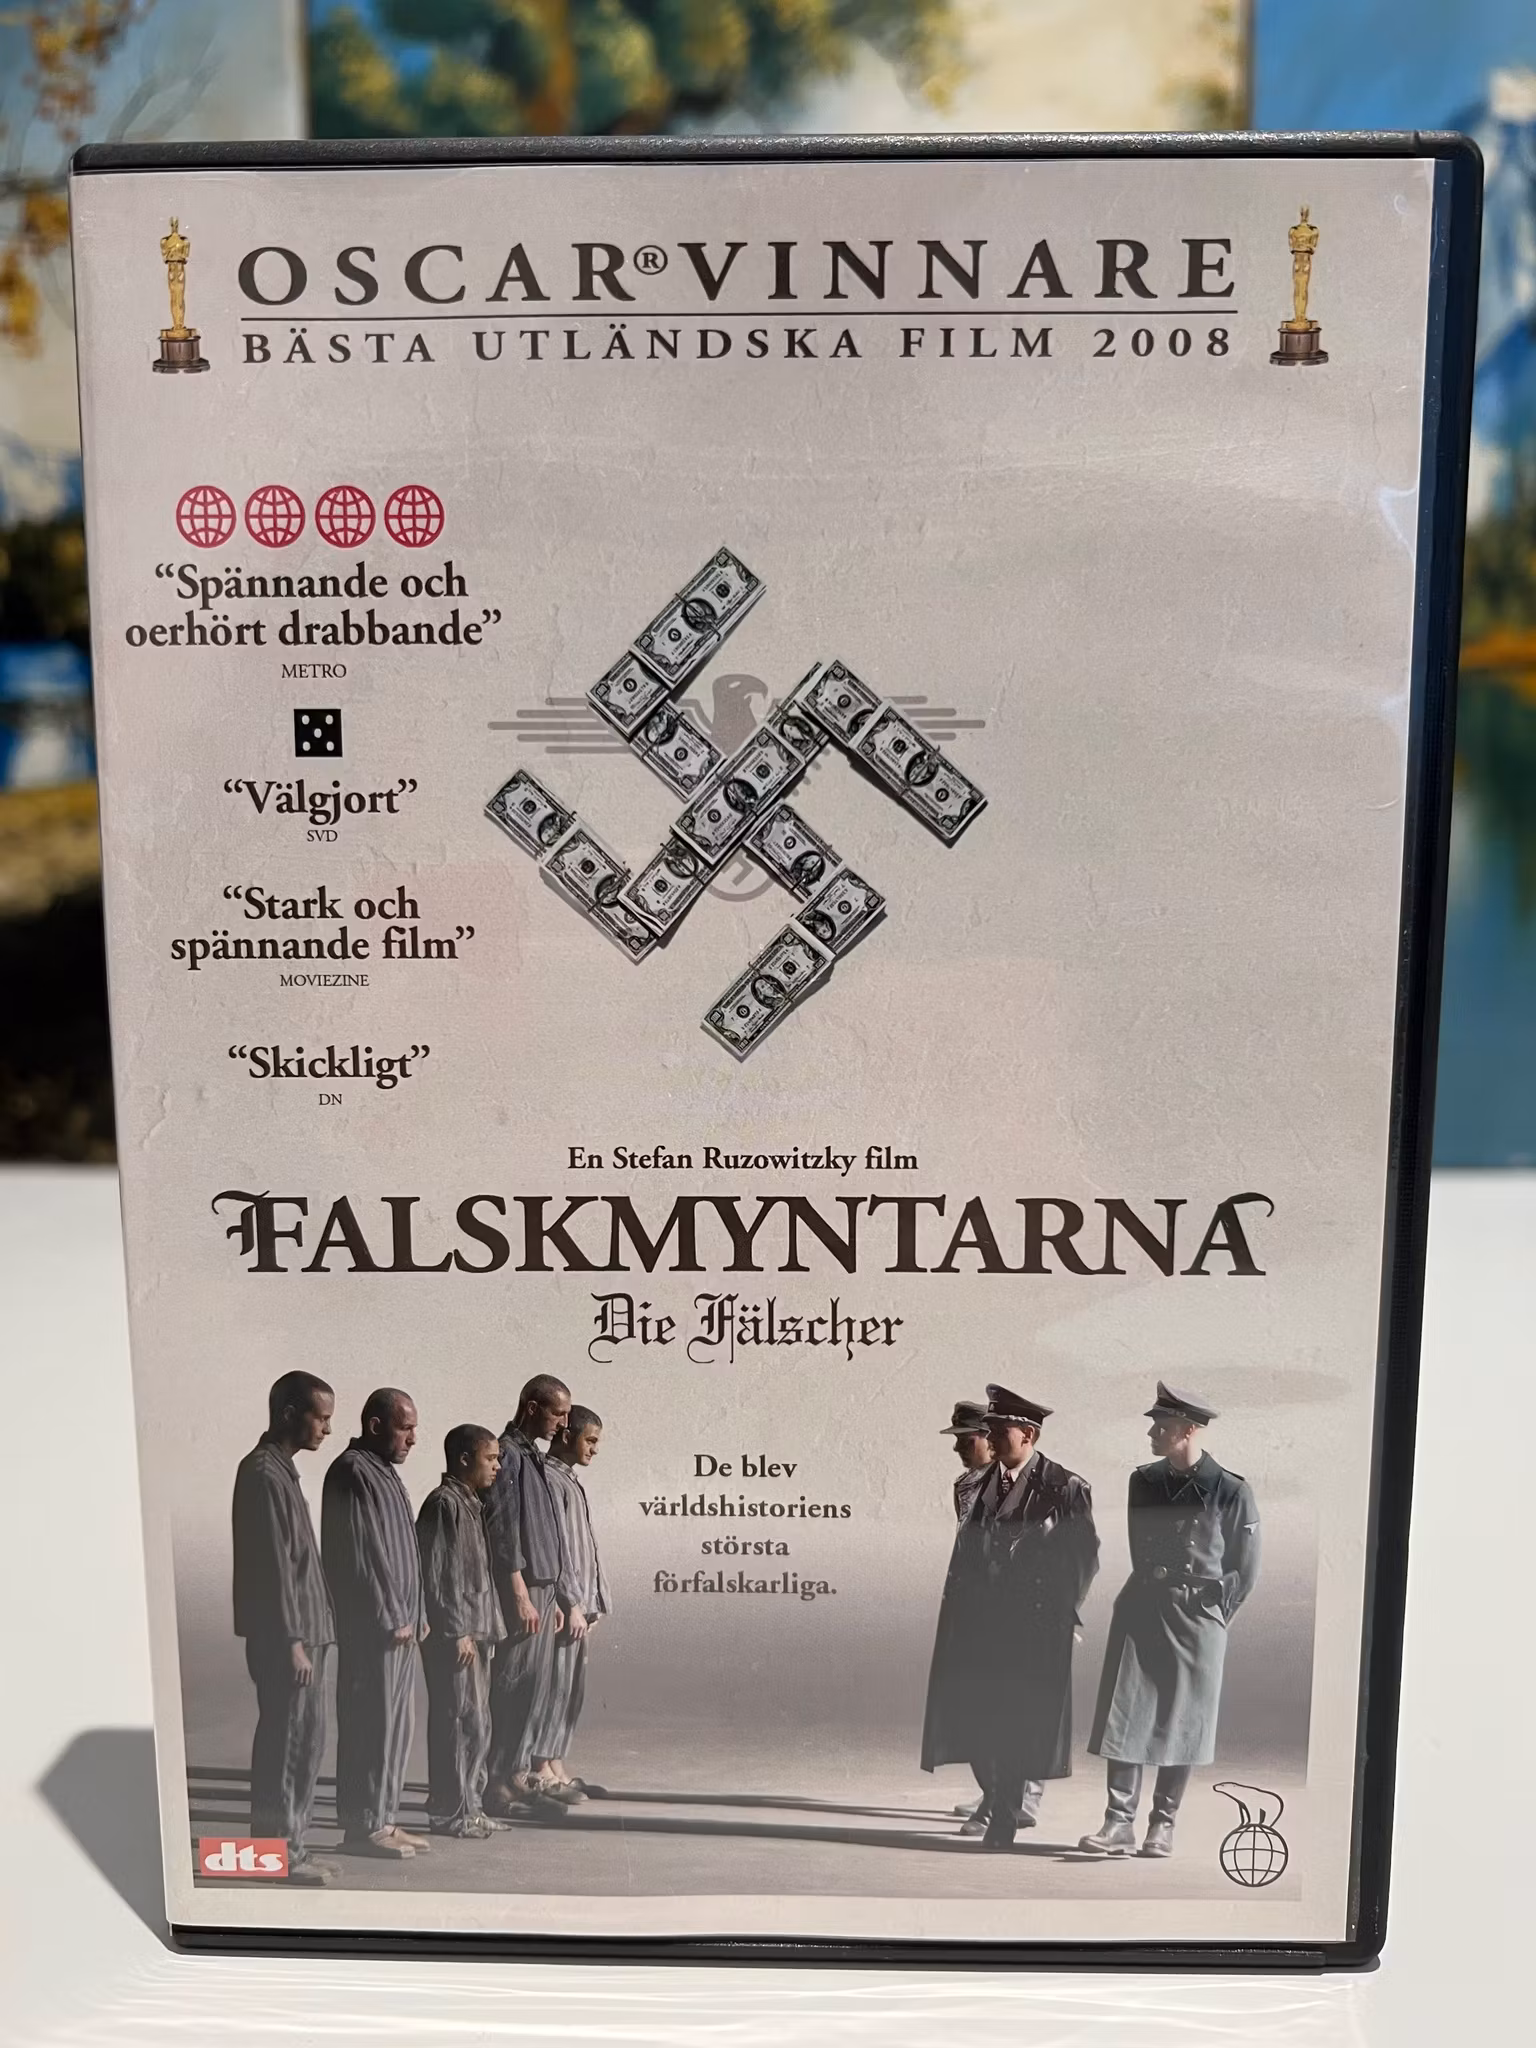 OSCAR®VINNARE
BÄSTA UTLÄNDSKA FILM 2008
“Spännande och
oerhört drabbande”
METRO
“Välgjort”
SVD
“Stark och
spännande film”
MOVIEZINE
“Skickligt”
DN
En Stefan Ruzowitzky film
FALSKMYNTARNA
Die Fälscher
De blev
världshistoriens
största
förfalskarliga.
dts